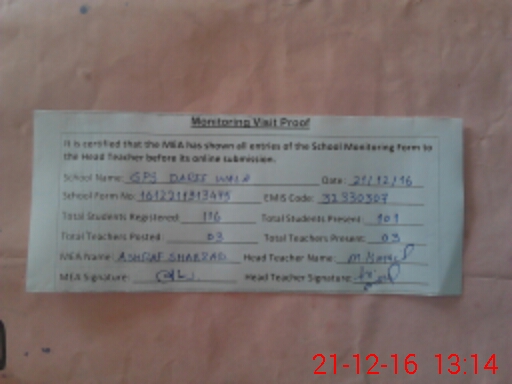 Monitoring Visit Proof
It is certified that the MEA has shown all entries of the School Monitoring Form to
the Head Teacher before its online submission.
School Name: GPS DARIS WALA Date: 21/12/16
School Form No: 1612211313495 EMIS Code: 32330307
Total Students Registered: 116 Total Students Present: 101
Total Teachers Posted: 03 Total Teachers Present: 03
MEA Name: ASHRAF SHAHZAD Head Teacher Name:
MEA Signature: Head Teacher Signature:
21-12-16 13:14